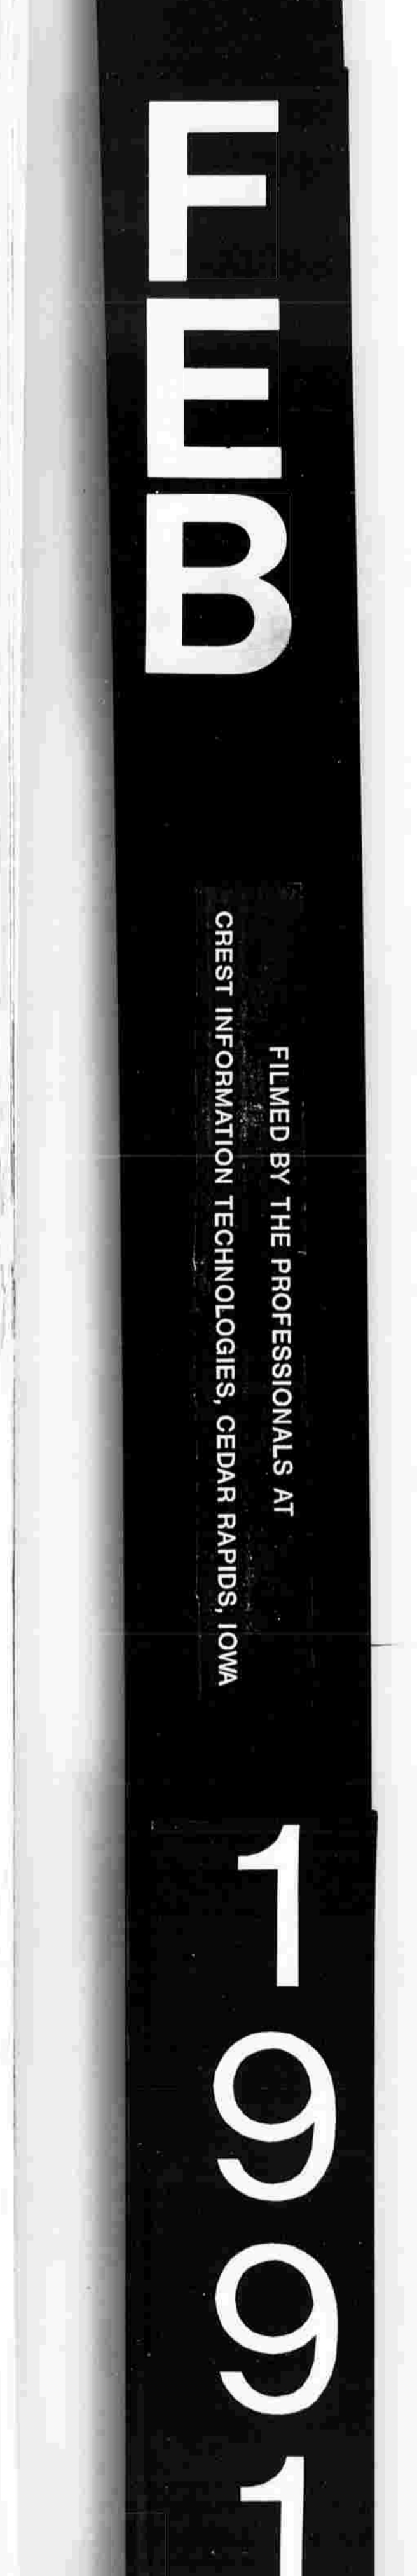 FEB
FILMED BY THE PROFESSIONALS AT
CREST INFORMATION TECHNOLOGIES, CEDAR RAPIDS, IOWA
1991